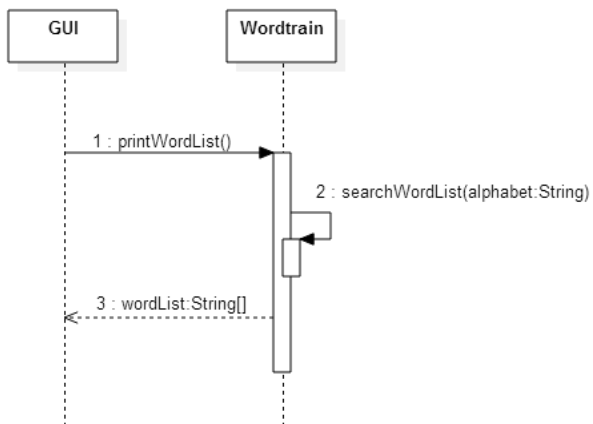 GUI
Wordtrain
1 : printWordList()
2 : searchWordList(alphabet:String)
3 : wordList:String[]